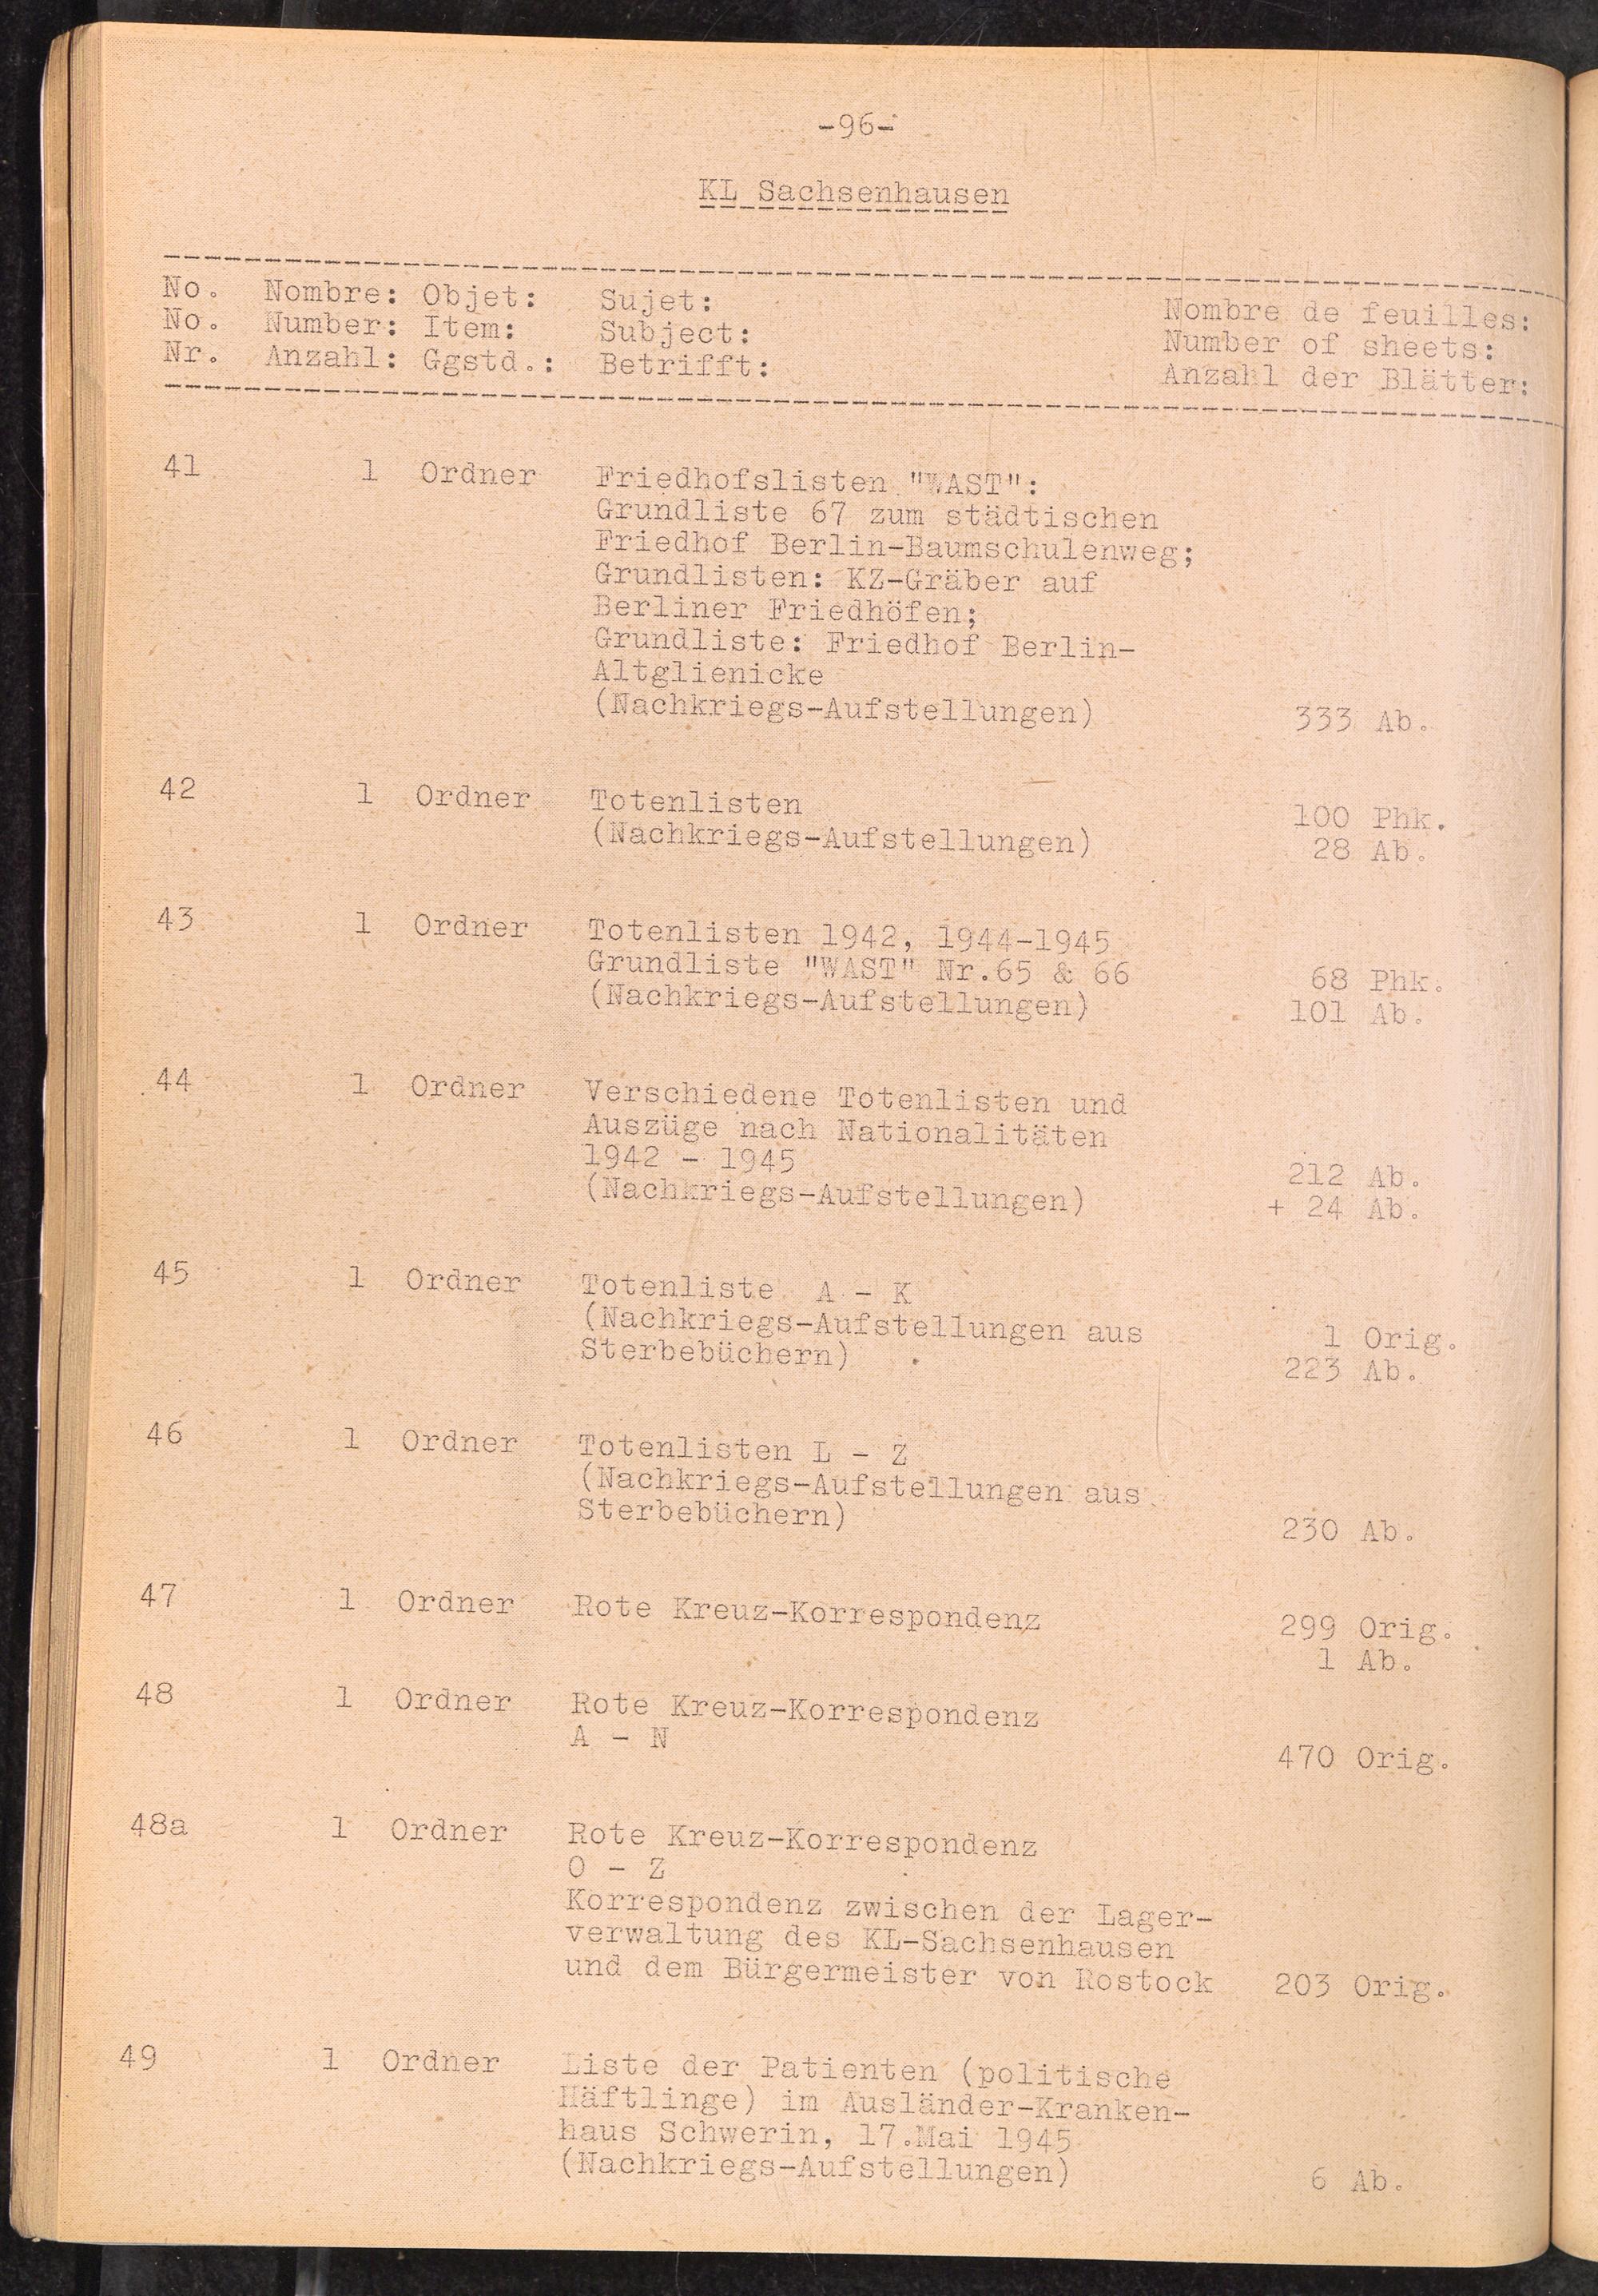 -96-
KL Sachsenhausen
No. Nombre: Objet: Sujet: Nombre de feuilles:
No. Number: Item: Subject: Number of sheets:
Nr. Anzahl: Ggstd.: Betrifft: Anzahl der Blätter:
41 1 Ordner Friedhofslisten "WAST":
Grundliste 67 zum städtischen
Friedhof Berlin-Baumschulenweg;
Grundlisten: KZ-Gräber auf
Berliner Friedhöfen;
Grundliste: Friedhof Berlin-
Altglienicke
(Nachkriegs-Aufstellungen) 333 Ab.
42 1 Ordner Totenlisten 100 Phk.
(Nachkriegs-Aufstellungen) 28 Ab.
43 1 Ordner Totenlisten 1942, 1944-1945
Grundliste "WAST" Nr.65 & 66 68 Phk.
(Nachkriegs-Aufstellungen) 101 Ab.
44 1 Ordner Verschiedene Totenlisten und
Auszüge nach Nationalitäten
1942 - 1945 212 Ab.
(Nachkriegs-Aufstellungen) + 24 Ab.
45 1 Ordner Totenliste A - K
(Nachkriegs-Aufstellungen aus 1 Orig.
Sterbebüchern) 223 Ab.
46 1 Ordner Totenlisten L - Z
(Nachkriegs-Aufstellungen aus
Sterbebüchern) 230 Ab.
47 1 Ordner Rote Kreuz-Korrespondenz 299 Orig.
1 Ab.
48 1 Ordner Rote Kreuz-Korrespondenz
A - N 470 Orig.
48a 1 Ordner Rote Kreuz-Korrespondenz
O - Z
Korrespondenz zwischen der Lager-
verwaltung des KL-Sachsenhausen
und dem Bürgermeister von Rostock 203 Orig.
49 1 Ordner Liste der Patienten (politische
Häftlinge) im Ausländer-Kranken-
haus Schwerin, 17.Mai 1945
(Nachkriegs-Aufstellungen) 6 Ab.